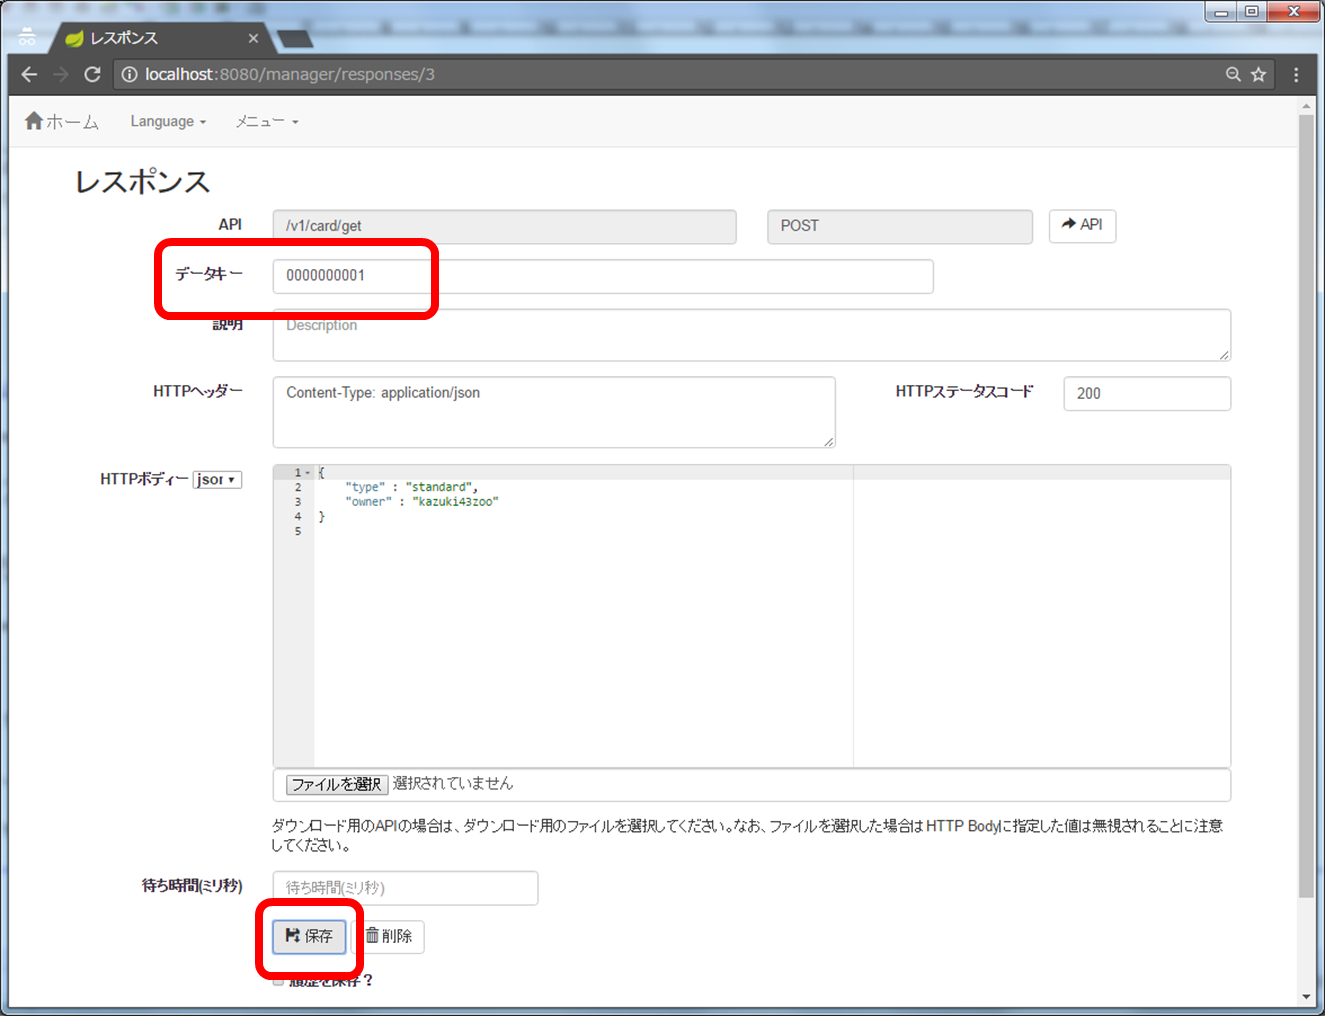 レスポンス
localhost:8080/manager/responses/3
ホーム Language メニュー
レスポンス
API /v1/card/get POST API
データキー 0000000001
説明 Description
HTTPヘッダー Content-Type: application/json HTTPステータスコード 200
HTTPボディー json
1 {
2 "type" : "standard",
3 "owner" : "kazuki43zoo"
4 }
5
ファイルを選択 選択されていません
ダウンロード用のAPIの場合は、ダウンロード用のファイルを選択してください。なお、ファイルを選択した場合はHTTP Bodyに指定した値は無視されることに注意
してください。
待ち時間(ミリ秒) 待ち時間(ミリ秒)
保存 削除
履歴を保存？